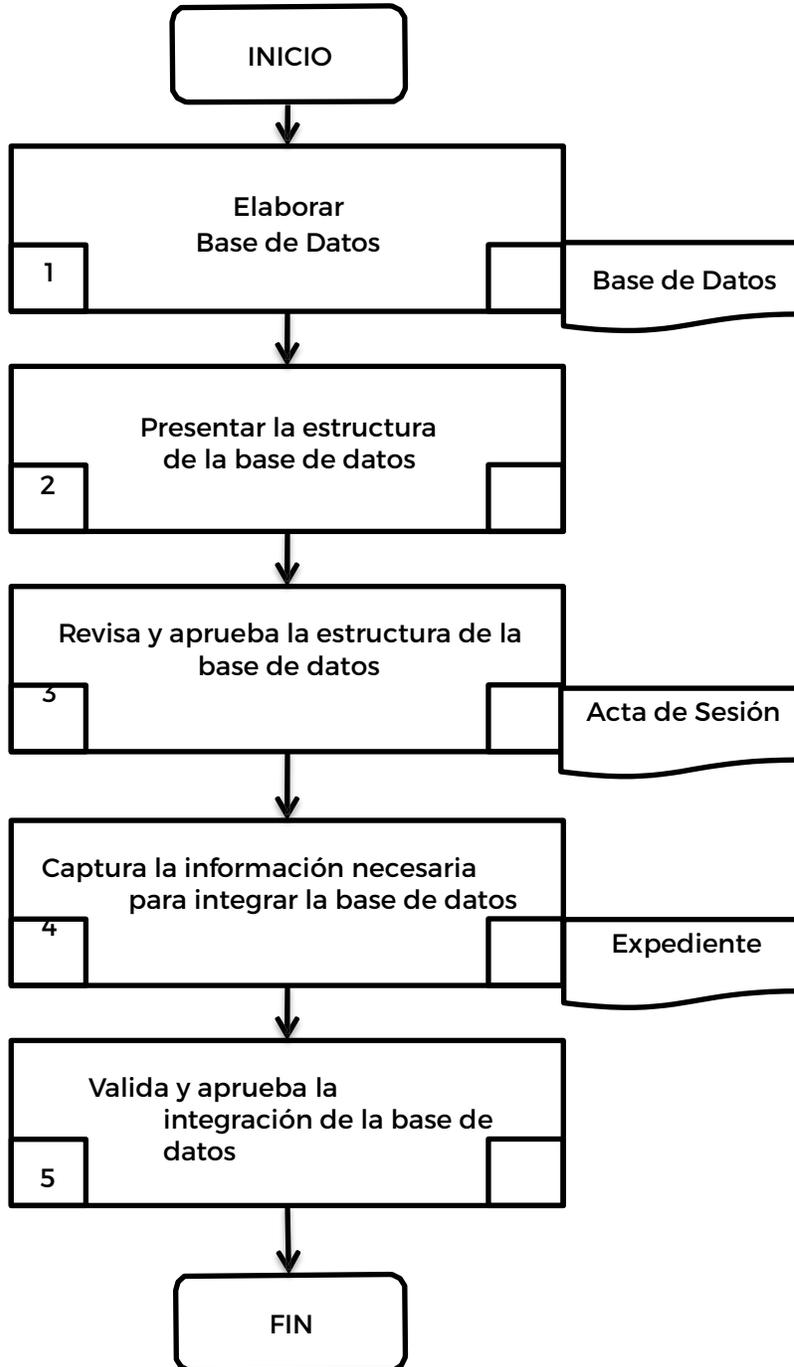 INICIO
Elaborar
Base de Datos
1
Base de Datos
Presentar la estructura
de la base de datos
2
Revisa y aprueba la estructura de la
base de datos
3
Acta de Sesión
Captura la información necesaria
para integrar la base de datos
4
Expediente
Valida y aprueba la
integración de la base de
datos
5
FIN